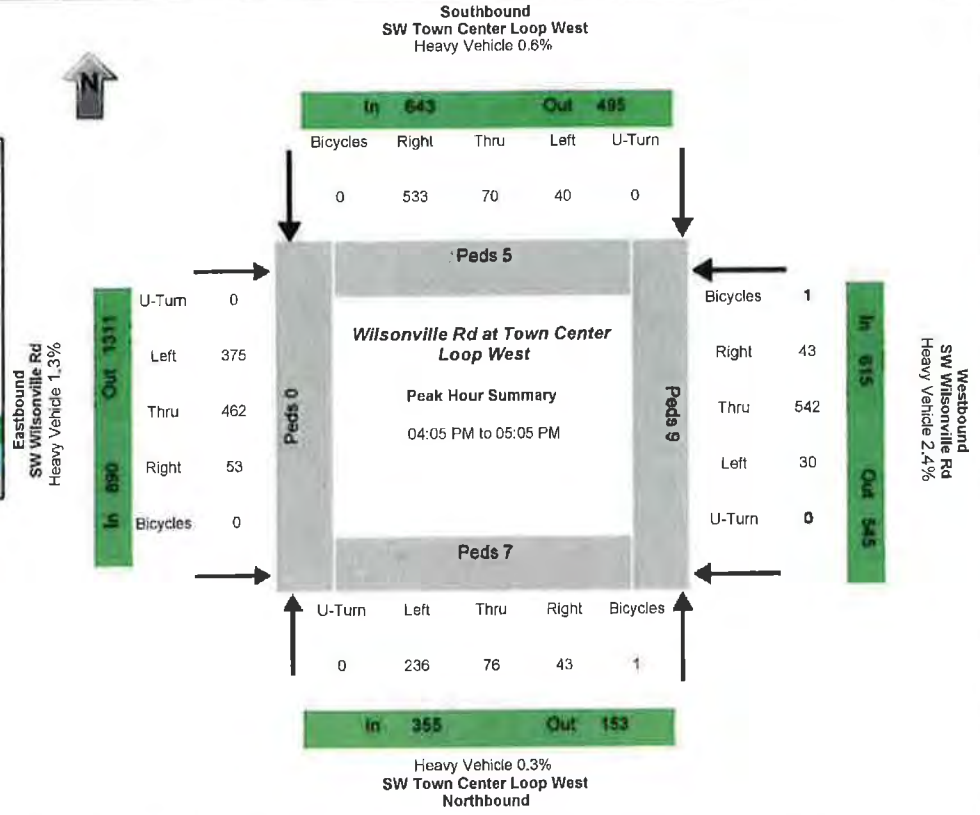 Southbound
SW Town Center Loop West
Heavy Vehicle 0.6%
N
In 643 Out 495
Bicycles Right Thru Left U-Turn
0 533 70 40 0
Peds 5
Eastbound
SW Wilsonville Rd
Heavy Vehicle 1.3%
In 890 Out 1311
U-Turn 0
Left 375
Thru 462
Right 53
Bicycles 0
Peds 0
Wilsonville Rd at Town Center
Loop West
Peak Hour Summary
04:05 PM to 05:05 PM
Peds 9
Bicycles 1
Right 43
Thru 542
Left 30
U-Turn 0
In 615 Out 545
Westbound
SW Wilsonville Rd
Heavy Vehicle 2.4%
Peds 7
U-Turn Left Thru Right Bicycles
0 236 76 43 1
In 355 Out 153
Heavy Vehicle 0.3%
SW Town Center Loop West
Northbound